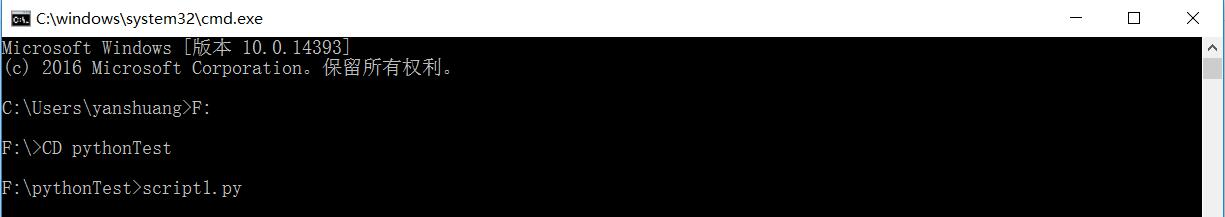 C:\windows\system32\cmd.exe
Microsoft Windows [版本 10.0.14393]
(c) 2016 Microsoft Corporation。保留所有权利。
C:\Users\yanshuang>F:
F:\>CD pythonTest
F:\pythonTest>script1.py